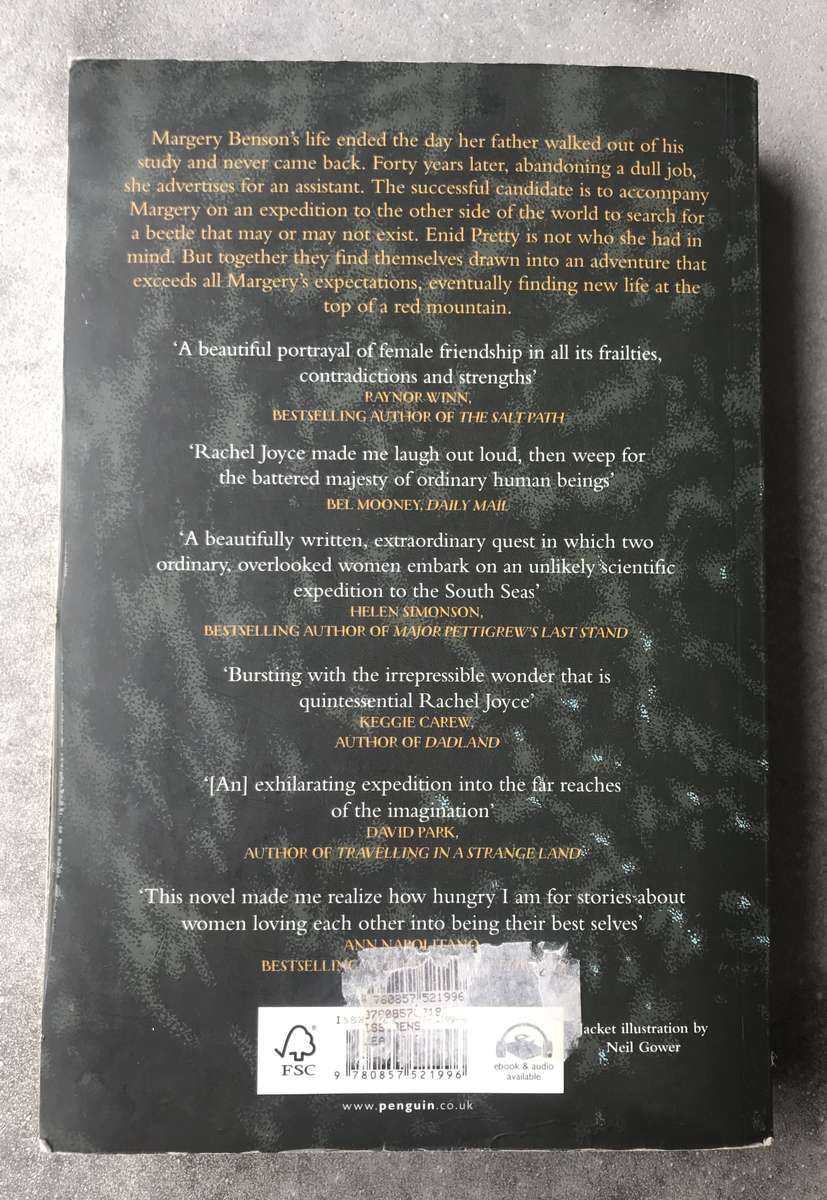 Margery Benson's life ended the day her father walked out of his
study and never came back. Forty years later, abandoning a dull job,
she advertises for an assistant. The successful candidate is to accompany
Margery on an expedition to the other side of the world to search for
a beetle that may or may not exist. Enid Pretty is not who she had in
mind. But together they find themselves drawn into an adventure that
exceeds all Margery's expectations, eventually finding new life at the
top of a red mountain.
'A beautiful portrayal of female friendship in all its frailties,
contradictions and strengths'
RAYNOR WINN,
BESTSELLING AUTHOR OF THE SALT PATH
'Rachel Joyce made me laugh out loud, then weep for
the battered majesty of ordinary human beings'
BEL MOONEY, DAILY MAIL
'A beautifully written, extraordinary quest in which two
ordinary, overlooked women embark on an unlikely scientific
expedition to the South Seas'
HELEN SIMONSON,
BESTSELLING AUTHOR OF MAJOR PETTIGREW'S LAST STAND
'Bursting with the irrepressible wonder that is
quintessential Rachel Joyce'
KEGGIE CAREW,
AUTHOR OF DADLAND
'[An] exhilarating expedition into the far reaches
of the imagination'
DAVID PARK,
AUTHOR OF TRAVELLING IN A STRANGE LAND
'This novel made me realize how hungry I am for stories about
women loving each other into being their best selves'
ANN NAPOLITANO
780857 521996
FSC
9 780857 521996
ebook & audio
available
Jacket illustration by
Neil Gower
www.penguin.co.uk